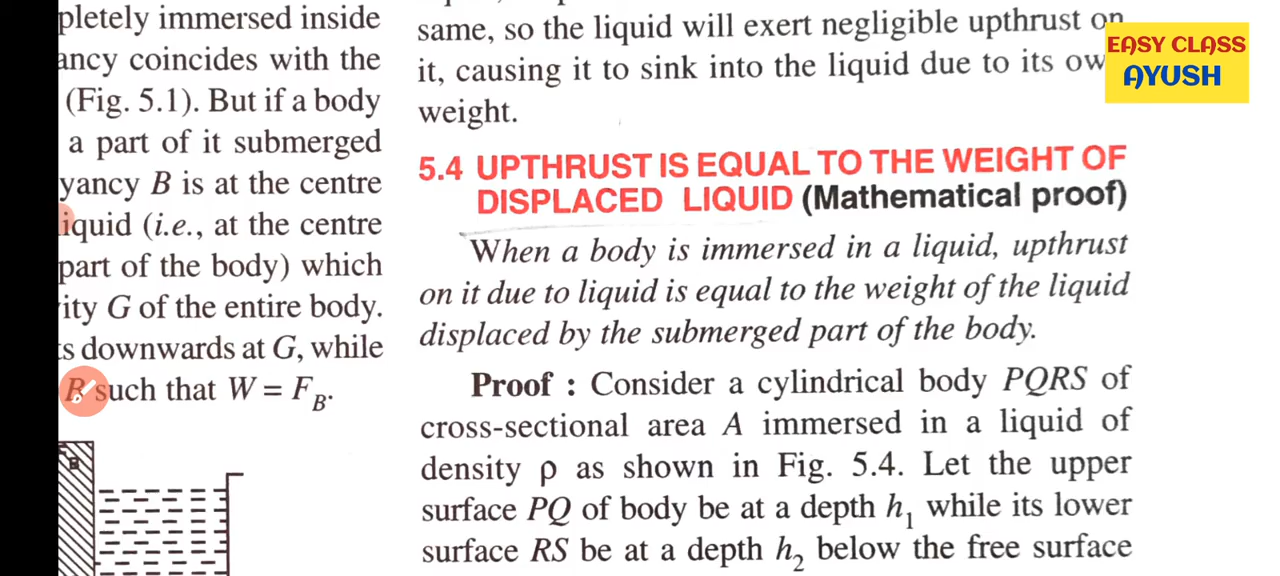 pletely immersed inside
ancy coincides with the
(Fig. 5.1). But if a body
a part of it submerged
yancy B is at the centre
iquid (i.e., at the centre
part of the body) which
ity G of the entire body.
s downwards at G, while
B such that W = F_B.
same, so the liquid will exert negligible upthrust on
it, causing it to sink into the liquid due to its ow
weight.
5.4 UPTHRUST IS EQUAL TO THE WEIGHT OF
DISPLACED LIQUID (Mathematical proof)
When a body is immersed in a liquid, upthrust
on it due to liquid is equal to the weight of the liquid
displaced by the submerged part of the body.
Proof : Consider a cylindrical body PQRS of
cross-sectional area A immersed in a liquid of
density ρ as shown in Fig. 5.4. Let the upper
surface PQ of body be at a depth h₁ while its lower
surface RS be at a depth h₂ below the free surface
EASY CLASS
AYUSH